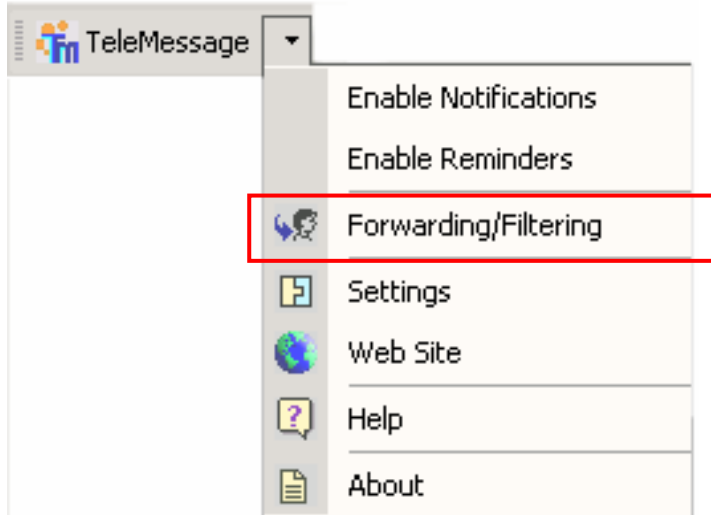 TeleMessage
Enable Notifications
Enable Reminders
Forwarding/Filtering
Settings
Web Site
Help
About